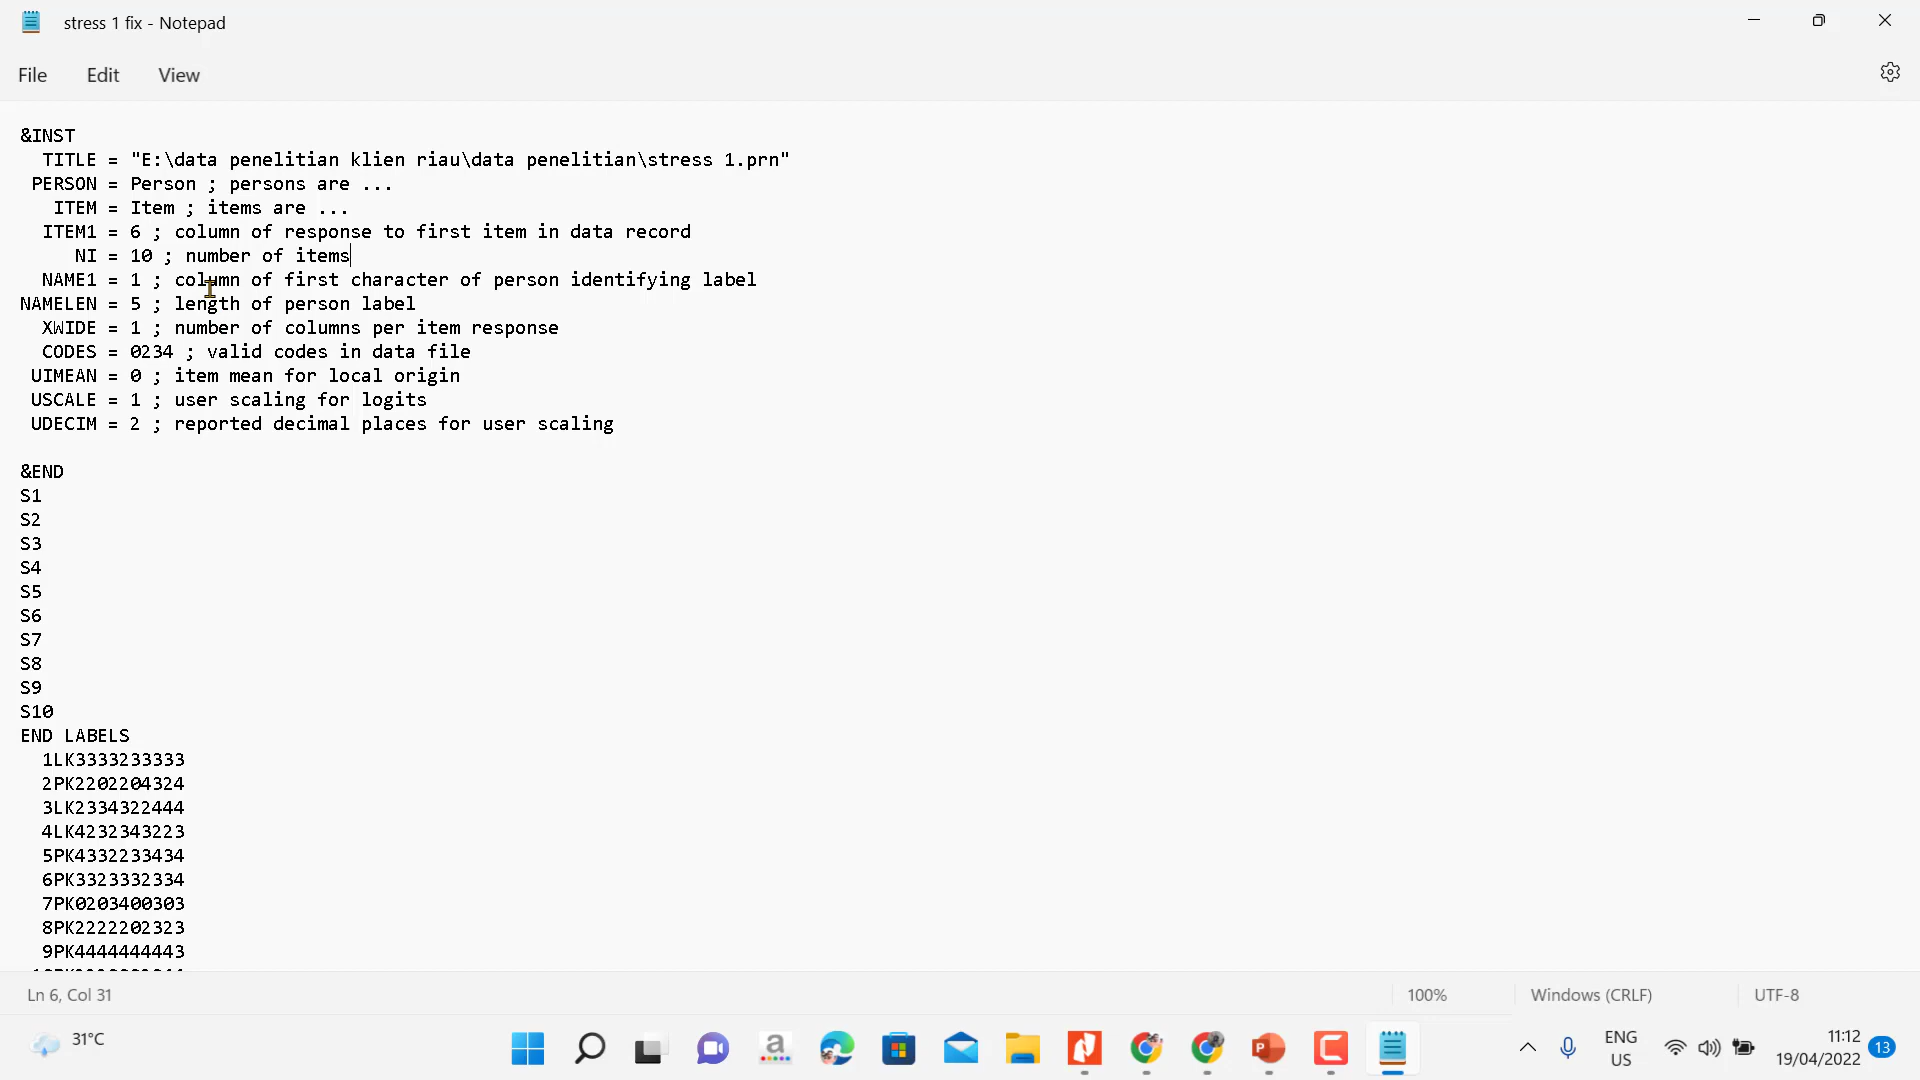 stress 1 fix - Notepad
File Edit View
&INST
TITLE = "E:\data penelitian klien riau\data penelitian\stress 1.prn"
PERSON = Person ; persons are ...
ITEM = Item ; items are ...
ITEM1 = 6 ; column of response to first item in data record
NI = 10 ; number of items
NAME1 = 1 ; column of first character of person identifying label
NAMELEN = 5 ; length of person label
XWIDE = 1 ; number of columns per item response
CODES = 0234 ; valid codes in data file
UIMEAN = 0 ; item mean for local origin
USCALE = 1 ; user scaling for logits
UDECIM = 2 ; reported decimal places for user scaling
&END
S1
S2
S3
S4
S5
S6
S7
S8
S9
S10
END LABELS
1LK3333233333
2PK2202204324
3LK2334322444
4LK4232343223
5PK4332233434
6PK3323332334
7PK0203400303
8PK2222202323
9PK4444444443
Ln 6, Col 31 100% Windows (CRLF) UTF-8
31°C
a
ENG
US
11:12
19/04/2022
13